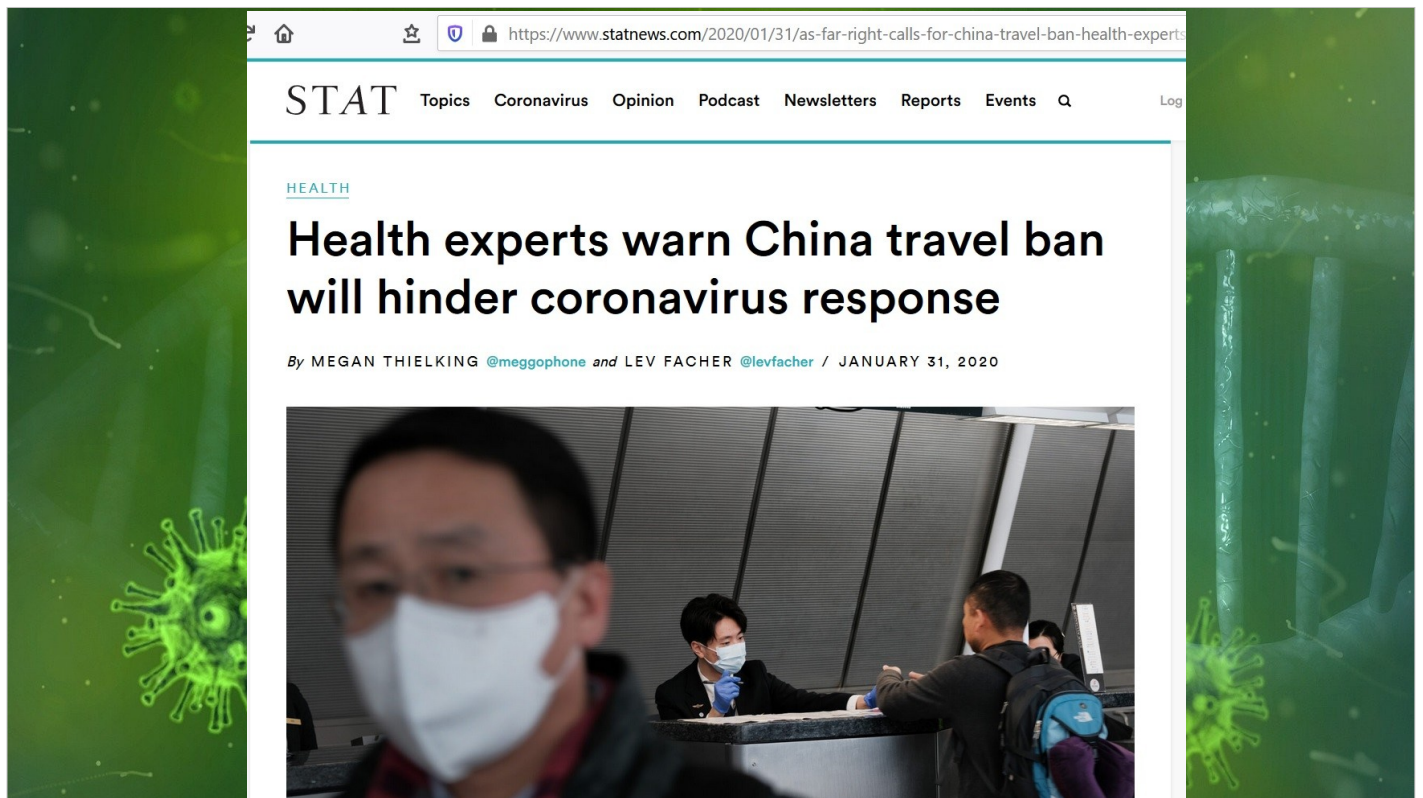 https://www.statnews.com/2020/01/31/as-far-right-calls-for-china-travel-ban-health-experts
STAT Topics Coronavirus Opinion Podcast Newsletters Reports Events Log
HEALTH
Health experts warn China travel ban
will hinder coronavirus response
By MEGAN THIELKING @meggophone and LEV FACHER @levfacher / JANUARY 31, 2020